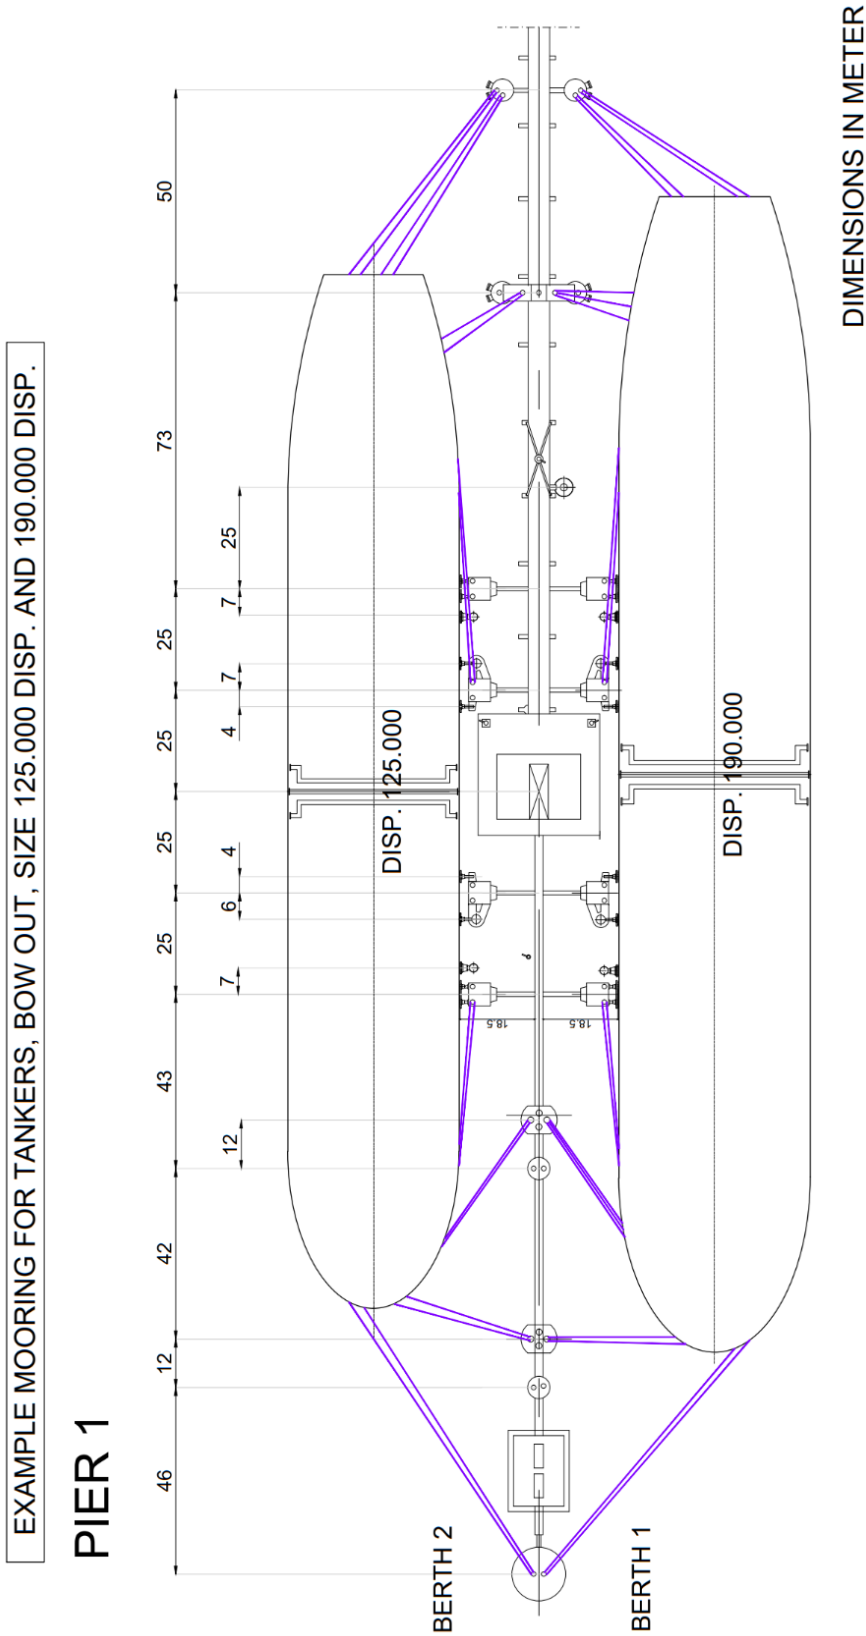 EXAMPLE MOORING FOR TANKERS, BOW OUT, SIZE 125.000 DISP. AND 190.000 DISP.
PIER 1
46
12
42
43
25
25
25
25
73
50
12
7
6
4
4
7
7
25
BERTH 2
DISP. 125.000
18.5
18.5
BERTH 1
DISP. 190.000
DIMENSIONS IN METER